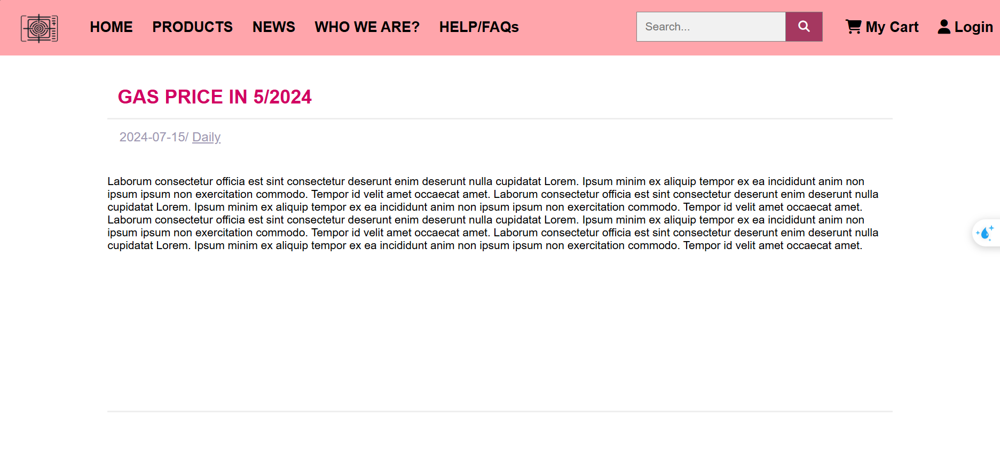 HOME PRODUCTS NEWS WHO WE ARE? HELP/FAQs Search... My Cart Login
GAS PRICE IN 5/2024
2024-07-15/ Daily
Laborum consectetur officia est sint consectetur deserunt enim deserunt nulla cupidatat Lorem. Ipsum minim ex aliquip tempor ex ea incididunt anim non
ipsum ipsum non exercitation commodo. Tempor id velit amet occaecat amet. Laborum consectetur officia est sint consectetur deserunt enim deserunt nulla
cupidatat Lorem. Ipsum minim ex aliquip tempor ex ea incididunt anim non ipsum ipsum non exercitation commodo. Tempor id velit amet occaecat amet.
Laborum consectetur officia est sint consectetur deserunt enim deserunt nulla cupidatat Lorem. Ipsum minim ex aliquip tempor ex ea incididunt anim non
ipsum ipsum non exercitation commodo. Tempor id velit amet occaecat amet. Laborum consectetur officia est sint consectetur deserunt enim deserunt nulla
cupidatat Lorem. Ipsum minim ex aliquip tempor ex ea incididunt anim non ipsum ipsum non exercitation commodo. Tempor id velit amet occaecat amet.